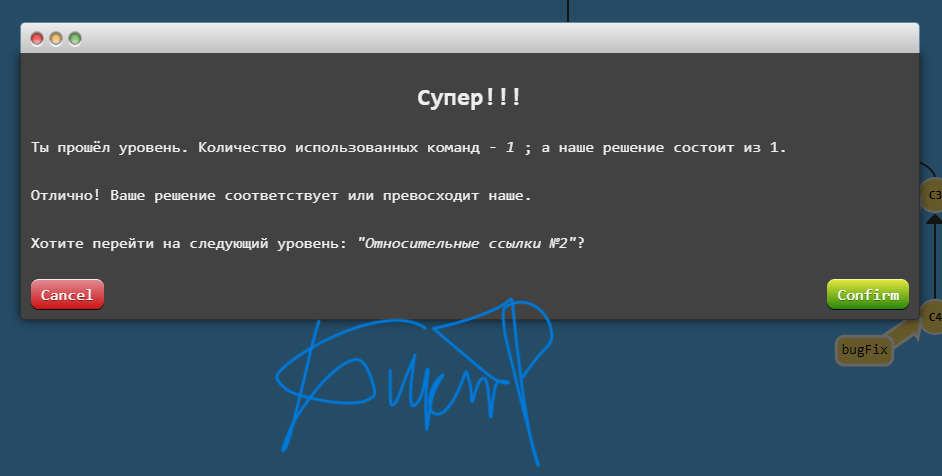 Супер!!!
Ты прошёл уровень. Количество использованных команд - 1 ; а наше решение состоит из 1.
Отлично! Ваше решение соответствует или превосходит наше.
Хотите перейти на следующий уровень: "Относительные ссылки №2"?
Cancel
Confirm
C3
C4
bugFix